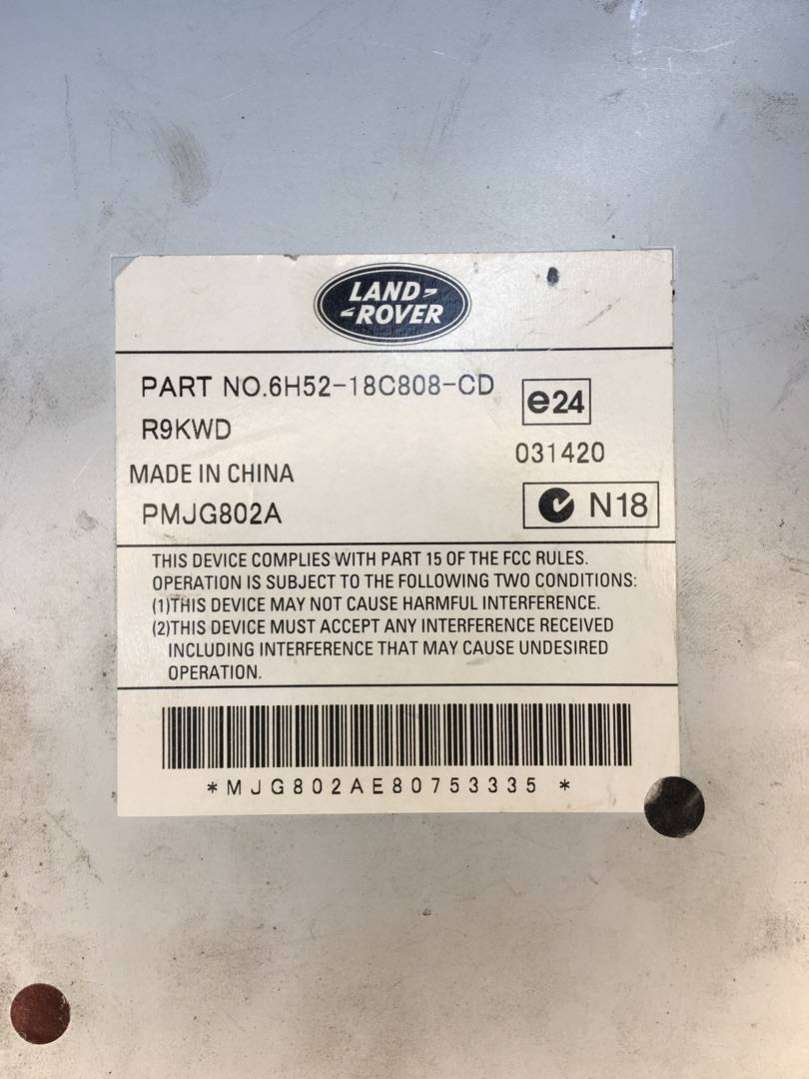 LAND-
-ROVER
PART NO.6H52-18C808-CD
e24
R9KWD
031420
MADE IN CHINA
PMJG802A
N18
THIS DEVICE COMPLIES WITH PART 15 OF THE FCC RULES.
OPERATION IS SUBJECT TO THE FOLLOWING TWO CONDITIONS:
(1)THIS DEVICE MAY NOT CAUSE HARMFUL INTERFERENCE.
(2)THIS DEVICE MUST ACCEPT ANY INTERFERENCE RECEIVED
INCLUDING INTERFERENCE THAT MAY CAUSE UNDESIRED
OPERATION.
*MJG802AE80753335 *